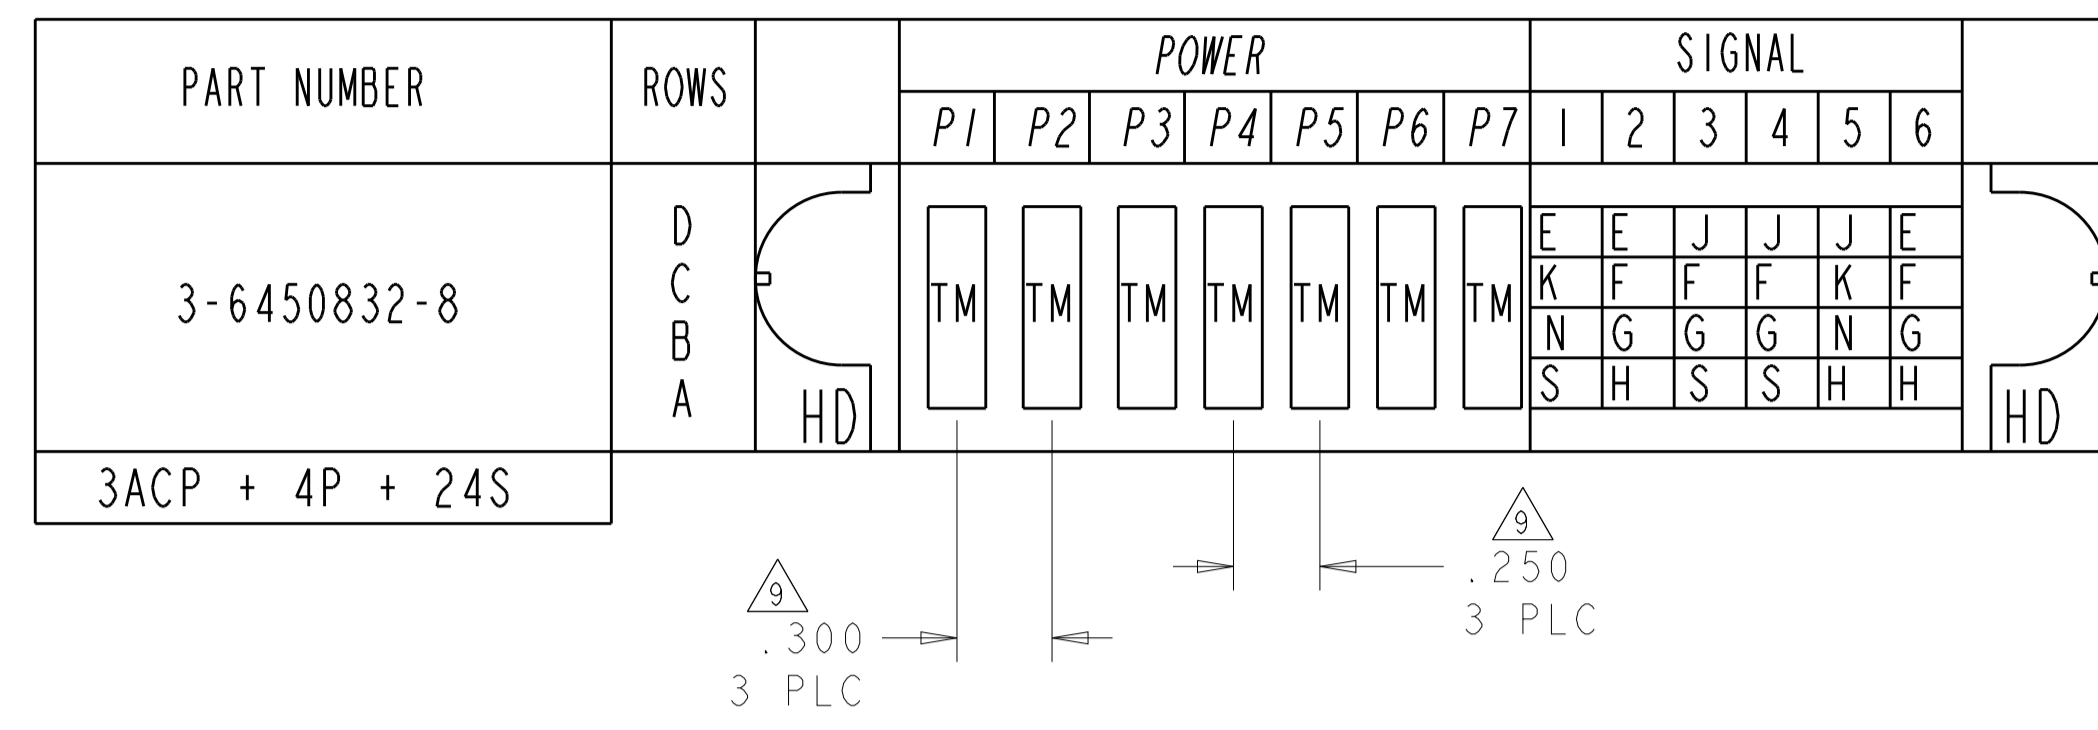 PART NUMBER ROWS POWER SIGNAL
P1 P2 P3 P4 P5 P6 P7 1 2 3 4 5 6
3-6450832-8
D
C
B
A
HD
TM TM TM TM TM TM TM
E E J J J E
K F F F K F
N G G G N G
S H S S H H
HD
3ACP + 4P + 24S
9
.250
3 PLC
9
.300
3 PLC